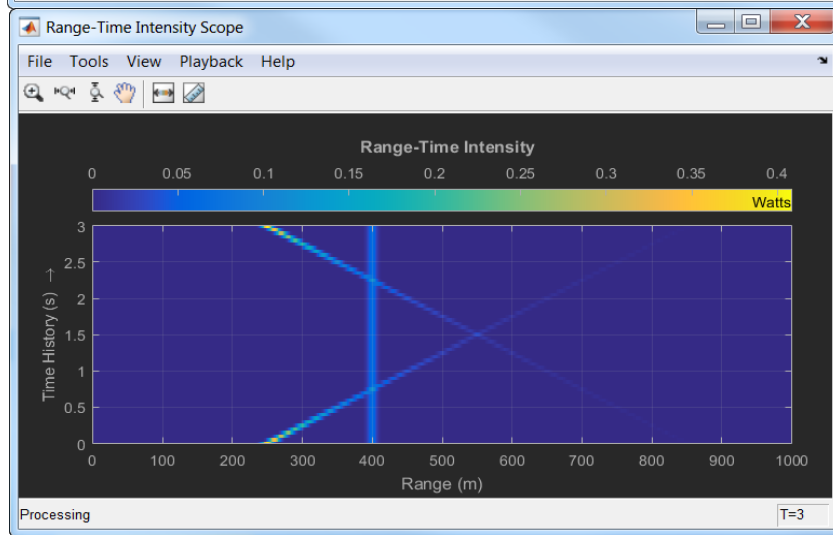 Range-Time Intensity Scope
File Tools View Playback Help
Range-Time Intensity
0 0.05 0.1 0.15 0.2 0.25 0.3 0.35 0.4
Watts
3
2.5
2
1.5
1
0.5
0
Time History (s) →
0 100 200 300 400 500 600 700 800 900 1000
Range (m)
Processing T=3